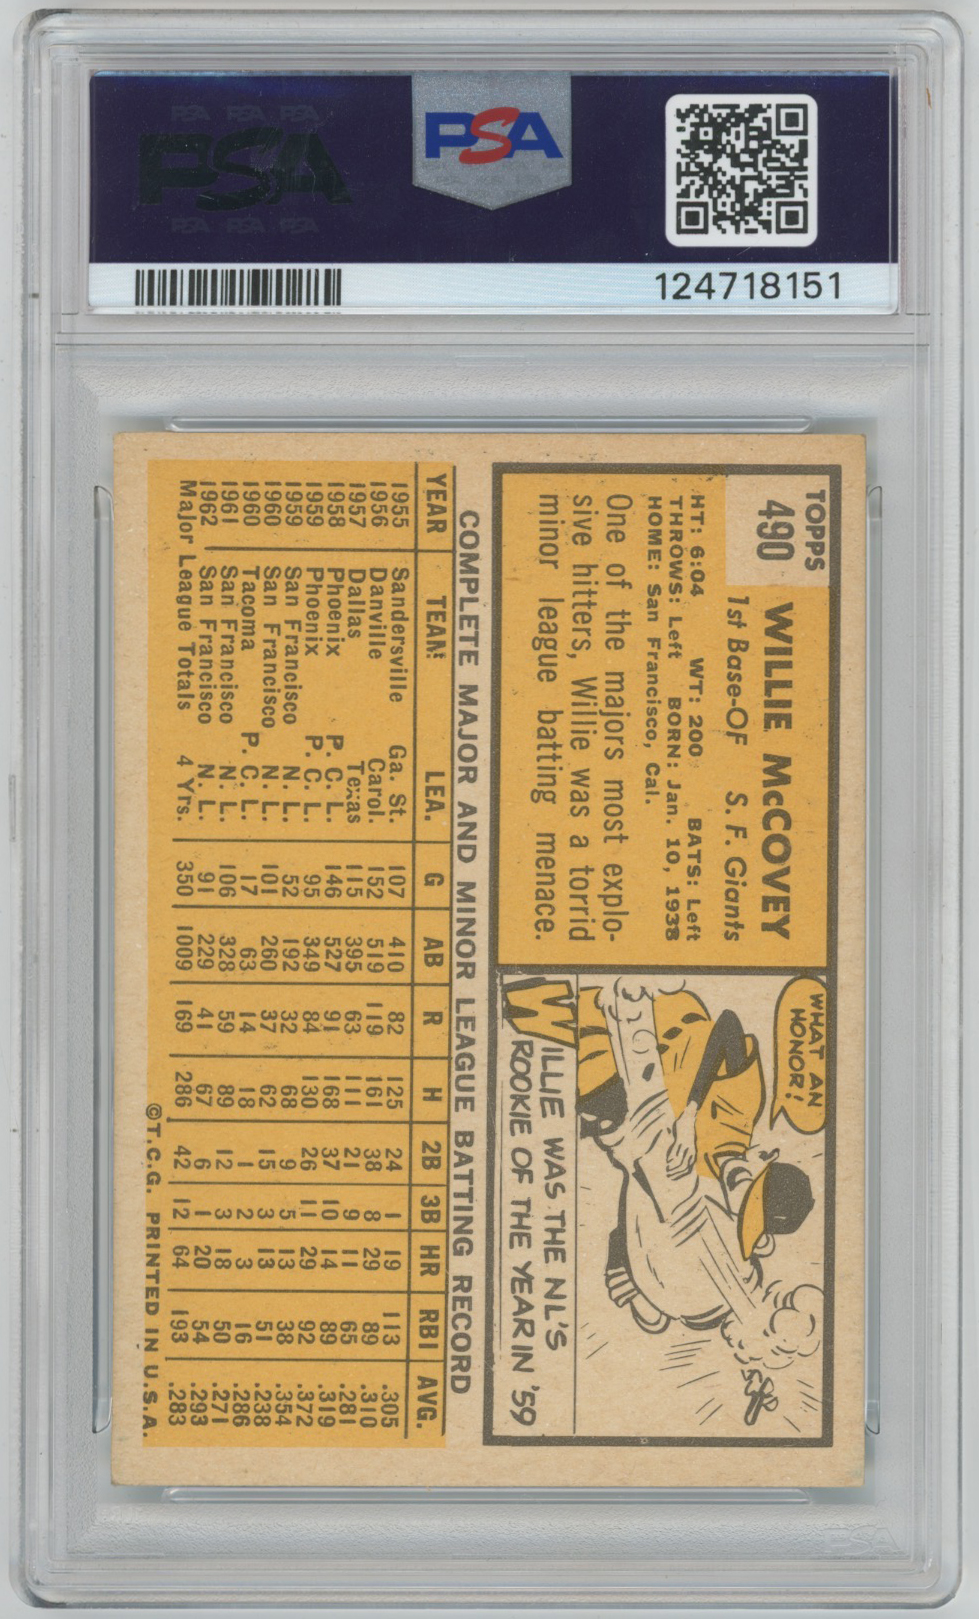 PSA PSA PSA
PSA
PSA PSA PSA
PSA
124718151
TOPPS
490
WILLIE McCOVEY
1st Base-OF S. F. Giants
HT: 6:04 WT: 200 BATS: Left
THROWS: Left BORN: Jan. 10, 1938
HOME: San Francisco, Cal.
One of the majors most explo-
sive hitters, Willie was a torrid
minor league batting menace.
WHAT AN
HONOR!
WILLIE WAS THE NL'S
ROOKIE OF THE YEAR IN '59
COMPLETE MAJOR AND MINOR LEAGUE BATTING RECORD
YEAR TEAM LEA. G AB R H 2B 3B HR RBI AVG.
1955 Sandersville Ga. St. 107 410 82 125 24 1 19 113 .305
1956 Danville Carol. 152 519 119 161 38 8 29 89 .310
1957 Dallas Texas 115 395 63 111 21 9 11 65 .281
1958 Phoenix P. C. L. 146 527 91 168 37 10 14 89 .319
1959 Phoenix P. C. L. 95 349 84 130 26 11 29 92 .372
1959 San Francisco N. L. 52 192 32 68 9 5 13 38 .354
1960 San Francisco N. L. 101 260 37 62 15 3 13 51 .238
1960 Tacoma P. C. L. 17 63 14 18 1 2 3 16 .286
1961 San Francisco N. L. 106 328 59 89 12 3 18 50 .271
1962 San Francisco N. L. 91 229 41 67 6 1 20 54 .293
Major League Totals 4 Yrs. 350 1009 169 286 42 12 64 193 .283
©T.C.G. PRINTED IN U.S.A.
PSA